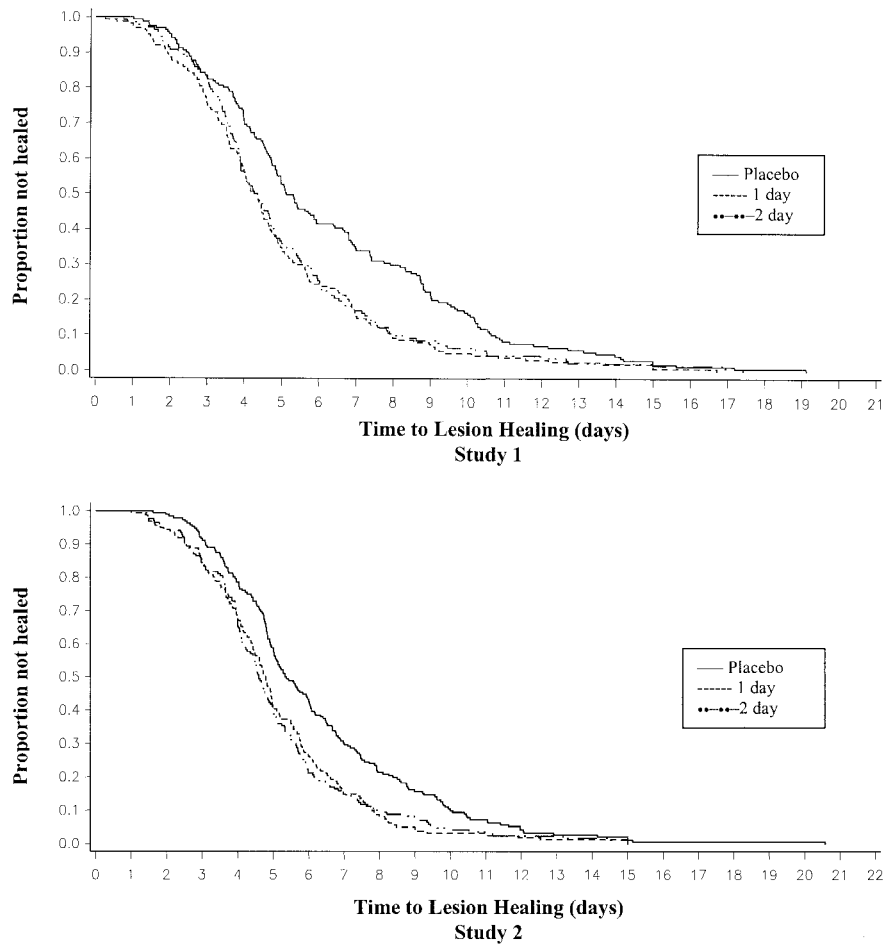 Proportion not healed
1.0
0.9
0.8
0.7
0.6
0.5
0.4
0.3
0.2
0.1
0.0
Placebo
1 day
2 day
0 1 2 3 4 5 6 7 8 9 10 11 12 13 14 15 16 17 18 19 20 21
Time to Lesion Healing (days)
Study 1
Proportion not healed
1.0
0.9
0.8
0.7
0.6
0.5
0.4
0.3
0.2
0.1
0.0
Placebo
1 day
2 day
0 1 2 3 4 5 6 7 8 9 10 11 12 13 14 15 16 17 18 19 20 21 22
Time to Lesion Healing (days)
Study 2